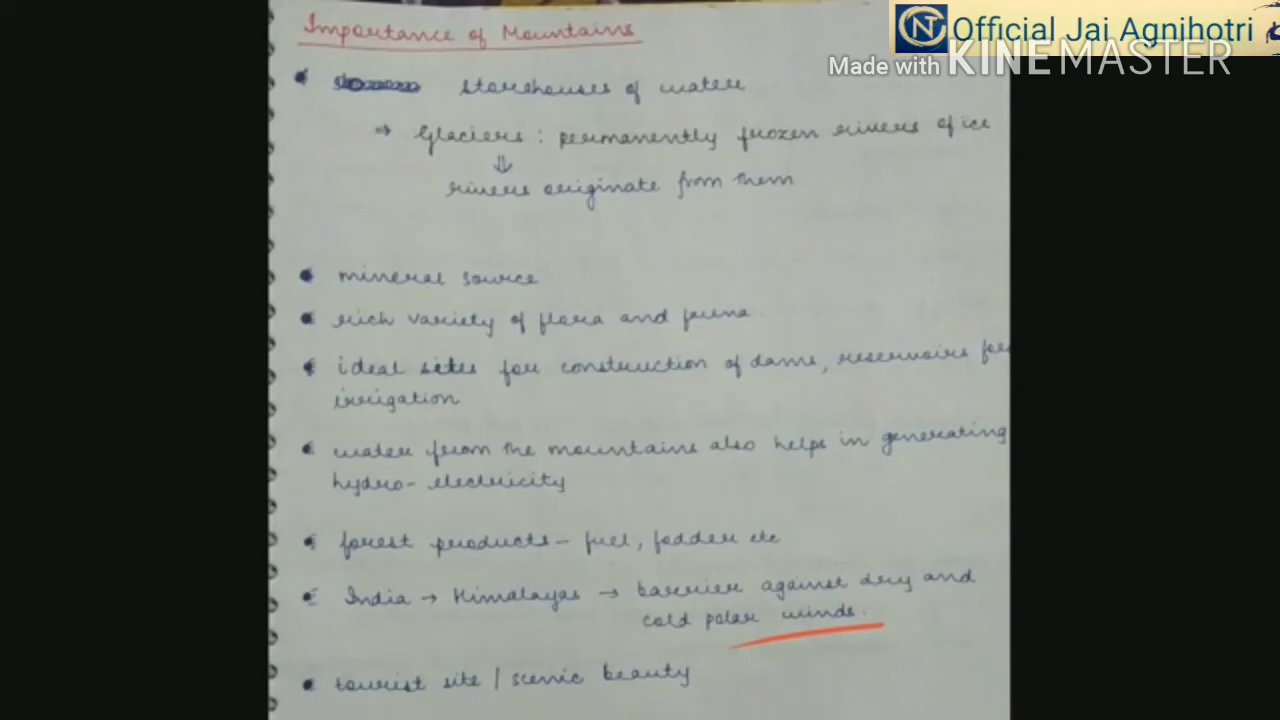 Official Jai Agnihotri
Made with KINEMASTER
Importance of Mountains
storehouses of water
⇒ Glaciers : permanently frozen rivers of ice
⇓
rivers originate from them
• mineral source
• rich variety of flora and fauna.
• ideal sites for construction of dams, reservoirs for
irrigation
• water from the mountains also helps in generating
hydro-electricity
• forest products - fuel, fodder etc
• India → Himalayas → barrier against dry and
cold polar winds.
• tourist site / scenic beauty